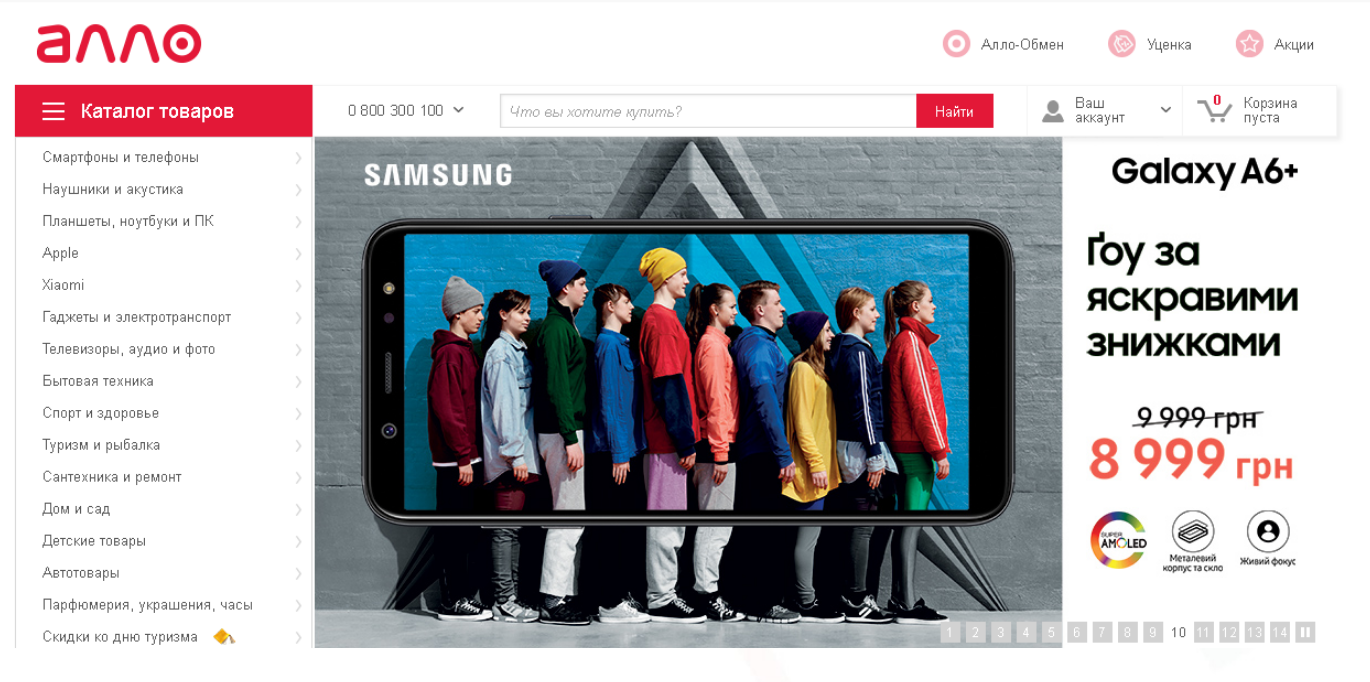 алло
Алло-Обмен
Уценка
Акции
Каталог товаров
0 800 300 100
Что вы хотите купить?
Найти
Ваш
аккаунт
0
Корзина
пуста
Смартфоны и телефоны
Наушники и акустика
Планшеты, ноутбуки и ПК
Apple
Xiaomi
Гаджеты и электротранспорт
Телевизоры, аудио и фото
Бытовая техника
Спорт и здоровье
Туризм и рыбалка
Сантехника и ремонт
Дом и сад
Детские товары
Автотовары
Парфюмерия, украшения, часы
Скидки ко дню туризма
SAMSUNG
Galaxy A6+
Ґоу за
яскравими
знижками
9 999 грн
8 999 грн
SUPER
AMOLED
Металевий
корпус та скло
Живий фокус
1 2 3 4 5 6 7 8 9 10 11 12 13 14